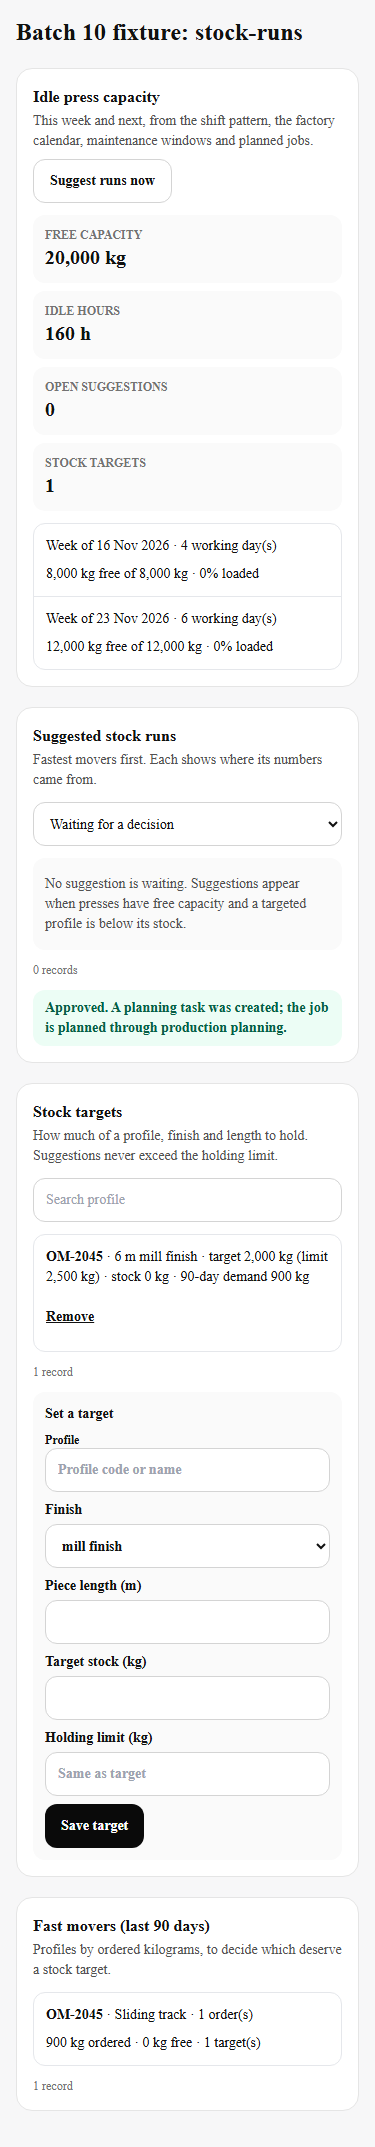 Batch 10 fixture: stock-runs
Idle press capacity
This week and next, from the shift pattern, the factory
calendar, maintenance windows and planned jobs.
Suggest runs now
FREE CAPACITY
20,000 kg
IDLE HOURS
160 h
OPEN SUGGESTIONS
0
STOCK TARGETS
1
Week of 16 Nov 2026 · 4 working day(s)
8,000 kg free of 8,000 kg · 0% loaded
Week of 23 Nov 2026 · 6 working day(s)
12,000 kg free of 12,000 kg · 0% loaded
Suggested stock runs
Fastest movers first. Each shows where its numbers
came from.
Waiting for a decision
No suggestion is waiting. Suggestions appear
when presses have free capacity and a targeted
profile is below its stock.
0 records
Approved. A planning task was created; the job
is planned through production planning.
Stock targets
How much of a profile, finish and length to hold.
Suggestions never exceed the holding limit.
Search profile
OM-2045 · 6 m mill finish · target 2,000 kg (limit
2,500 kg) · stock 0 kg · 90-day demand 900 kg
Remove
1 record
Set a target
Profile
Profile code or name
Finish
mill finish
Piece length (m)
Target stock (kg)
Holding limit (kg)
Same as target
Save target
Fast movers (last 90 days)
Profiles by ordered kilograms, to decide which deserve
a stock target.
OM-2045 · Sliding track · 1 order(s)
900 kg ordered · 0 kg free · 1 target(s)
1 record